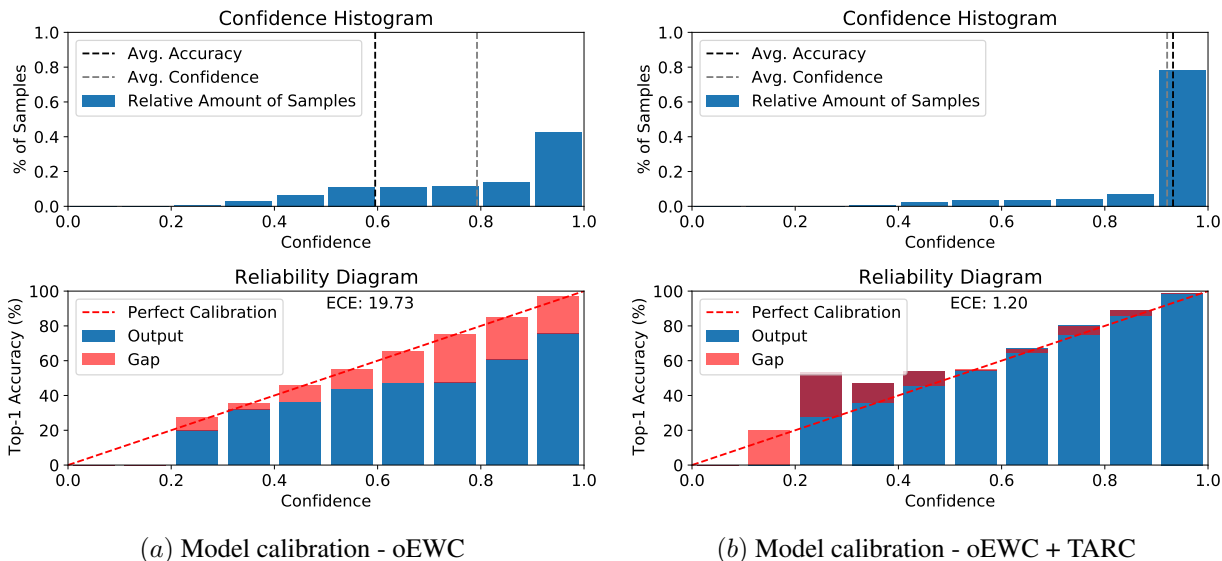 Confidence Histogram
1.0
0.8
0.6
0.4
0.2
0.0
% of Samples
Avg. Accuracy
Avg. Confidence
Relative Amount of Samples
0.0 0.2 0.4 0.6 0.8 1.0
Confidence
Reliability Diagram
ECE: 19.73
100
80
60
40
20
0
Top-1 Accuracy (%)
Perfect Calibration
Output
Gap
0.0 0.2 0.4 0.6 0.8 1.0
Confidence
(a) Model calibration - oEWC
Confidence Histogram
1.0
0.8
0.6
0.4
0.2
0.0
% of Samples
Avg. Accuracy
Avg. Confidence
Relative Amount of Samples
0.0 0.2 0.4 0.6 0.8 1.0
Confidence
Reliability Diagram
ECE: 1.20
100
80
60
40
20
0
Top-1 Accuracy (%)
Perfect Calibration
Output
Gap
0.0 0.2 0.4 0.6 0.8 1.0
Confidence
(b) Model calibration - oEWC + TARC